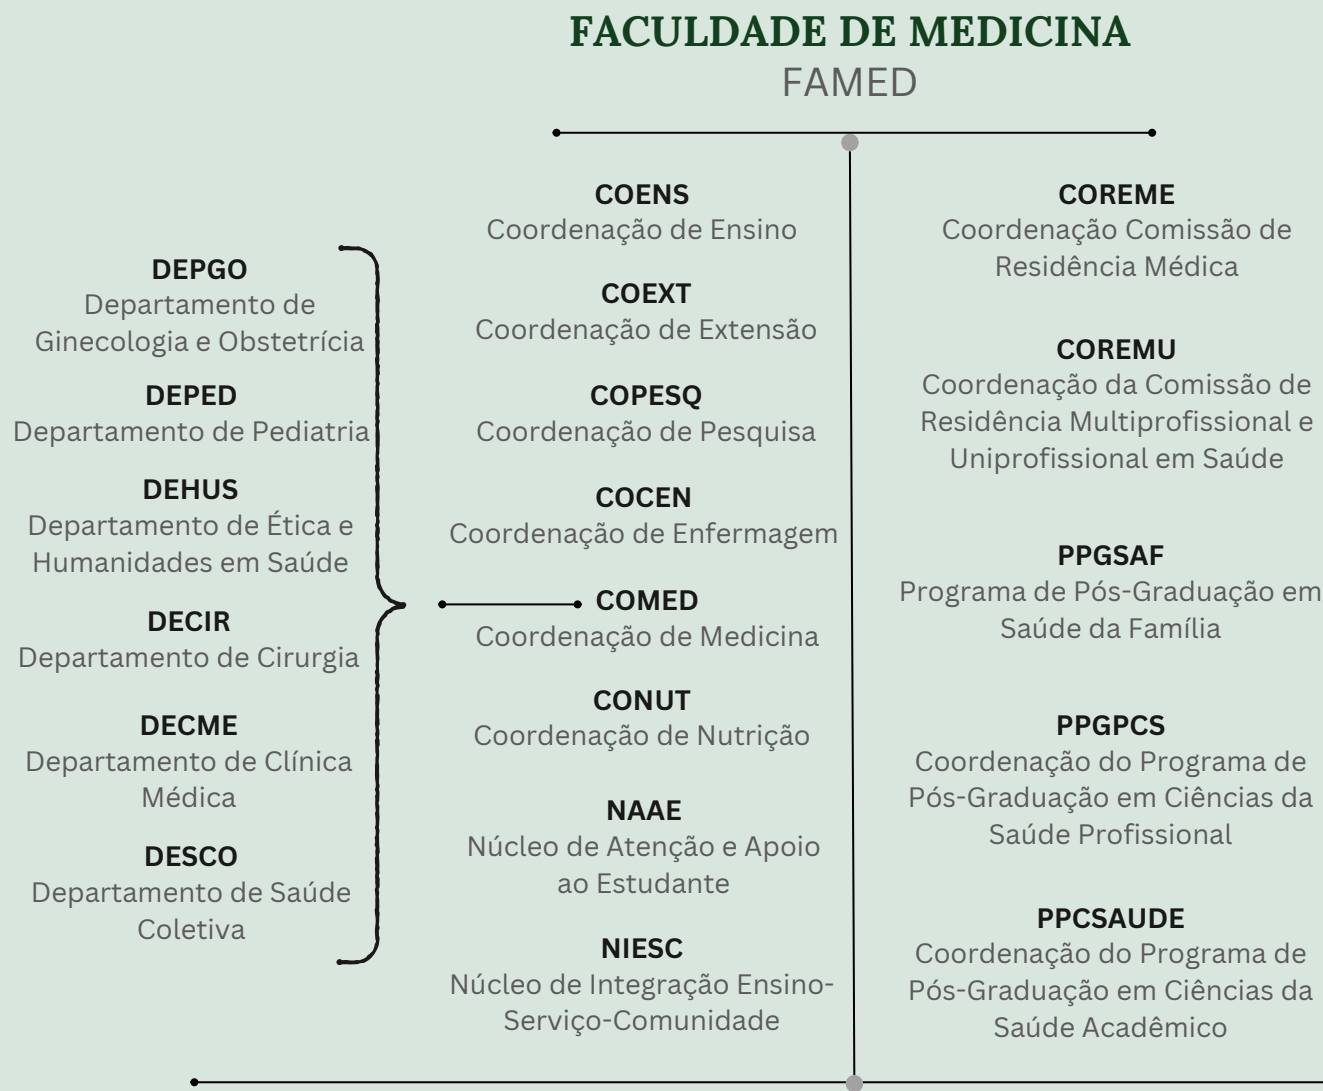 FACULDADE DE MEDICINA
FAMED
DEPGO
Departamento de
Ginecologia e Obstetrícia
DEPED
Departamento de Pediatria
DEHUS
Departamento de Ética e
Humanidades em Saúde
DECIR
Departamento de Cirurgia
DECME
Departamento de Clínica
Médica
DESCO
Departamento de Saúde
Coletiva
COENS
Coordenação de Ensino
COEXT
Coordenação de Extensão
COPESQ
Coordenação de Pesquisa
COCEN
Coordenação de Enfermagem
COMED
Coordenação de Medicina
CONUT
Coordenação de Nutrição
NAAE
Núcleo de Atenção e Apoio
ao Estudante
NIESC
Núcleo de Integração Ensino-
Serviço-Comunidade
COREME
Coordenação Comissão de
Residência Médica
COREMU
Coordenação da Comissão de
Residência Multiprofissional e
Uniprofissional em Saúde
PPGSAF
Programa de Pós-Graduação em
Saúde da Família
PPGPCS
Coordenação do Programa de
Pós-Graduação em Ciências da
Saúde Profissional
PPCSAUDE
Coordenação do Programa de
Pós-Graduação em Ciências da
Saúde Acadêmico